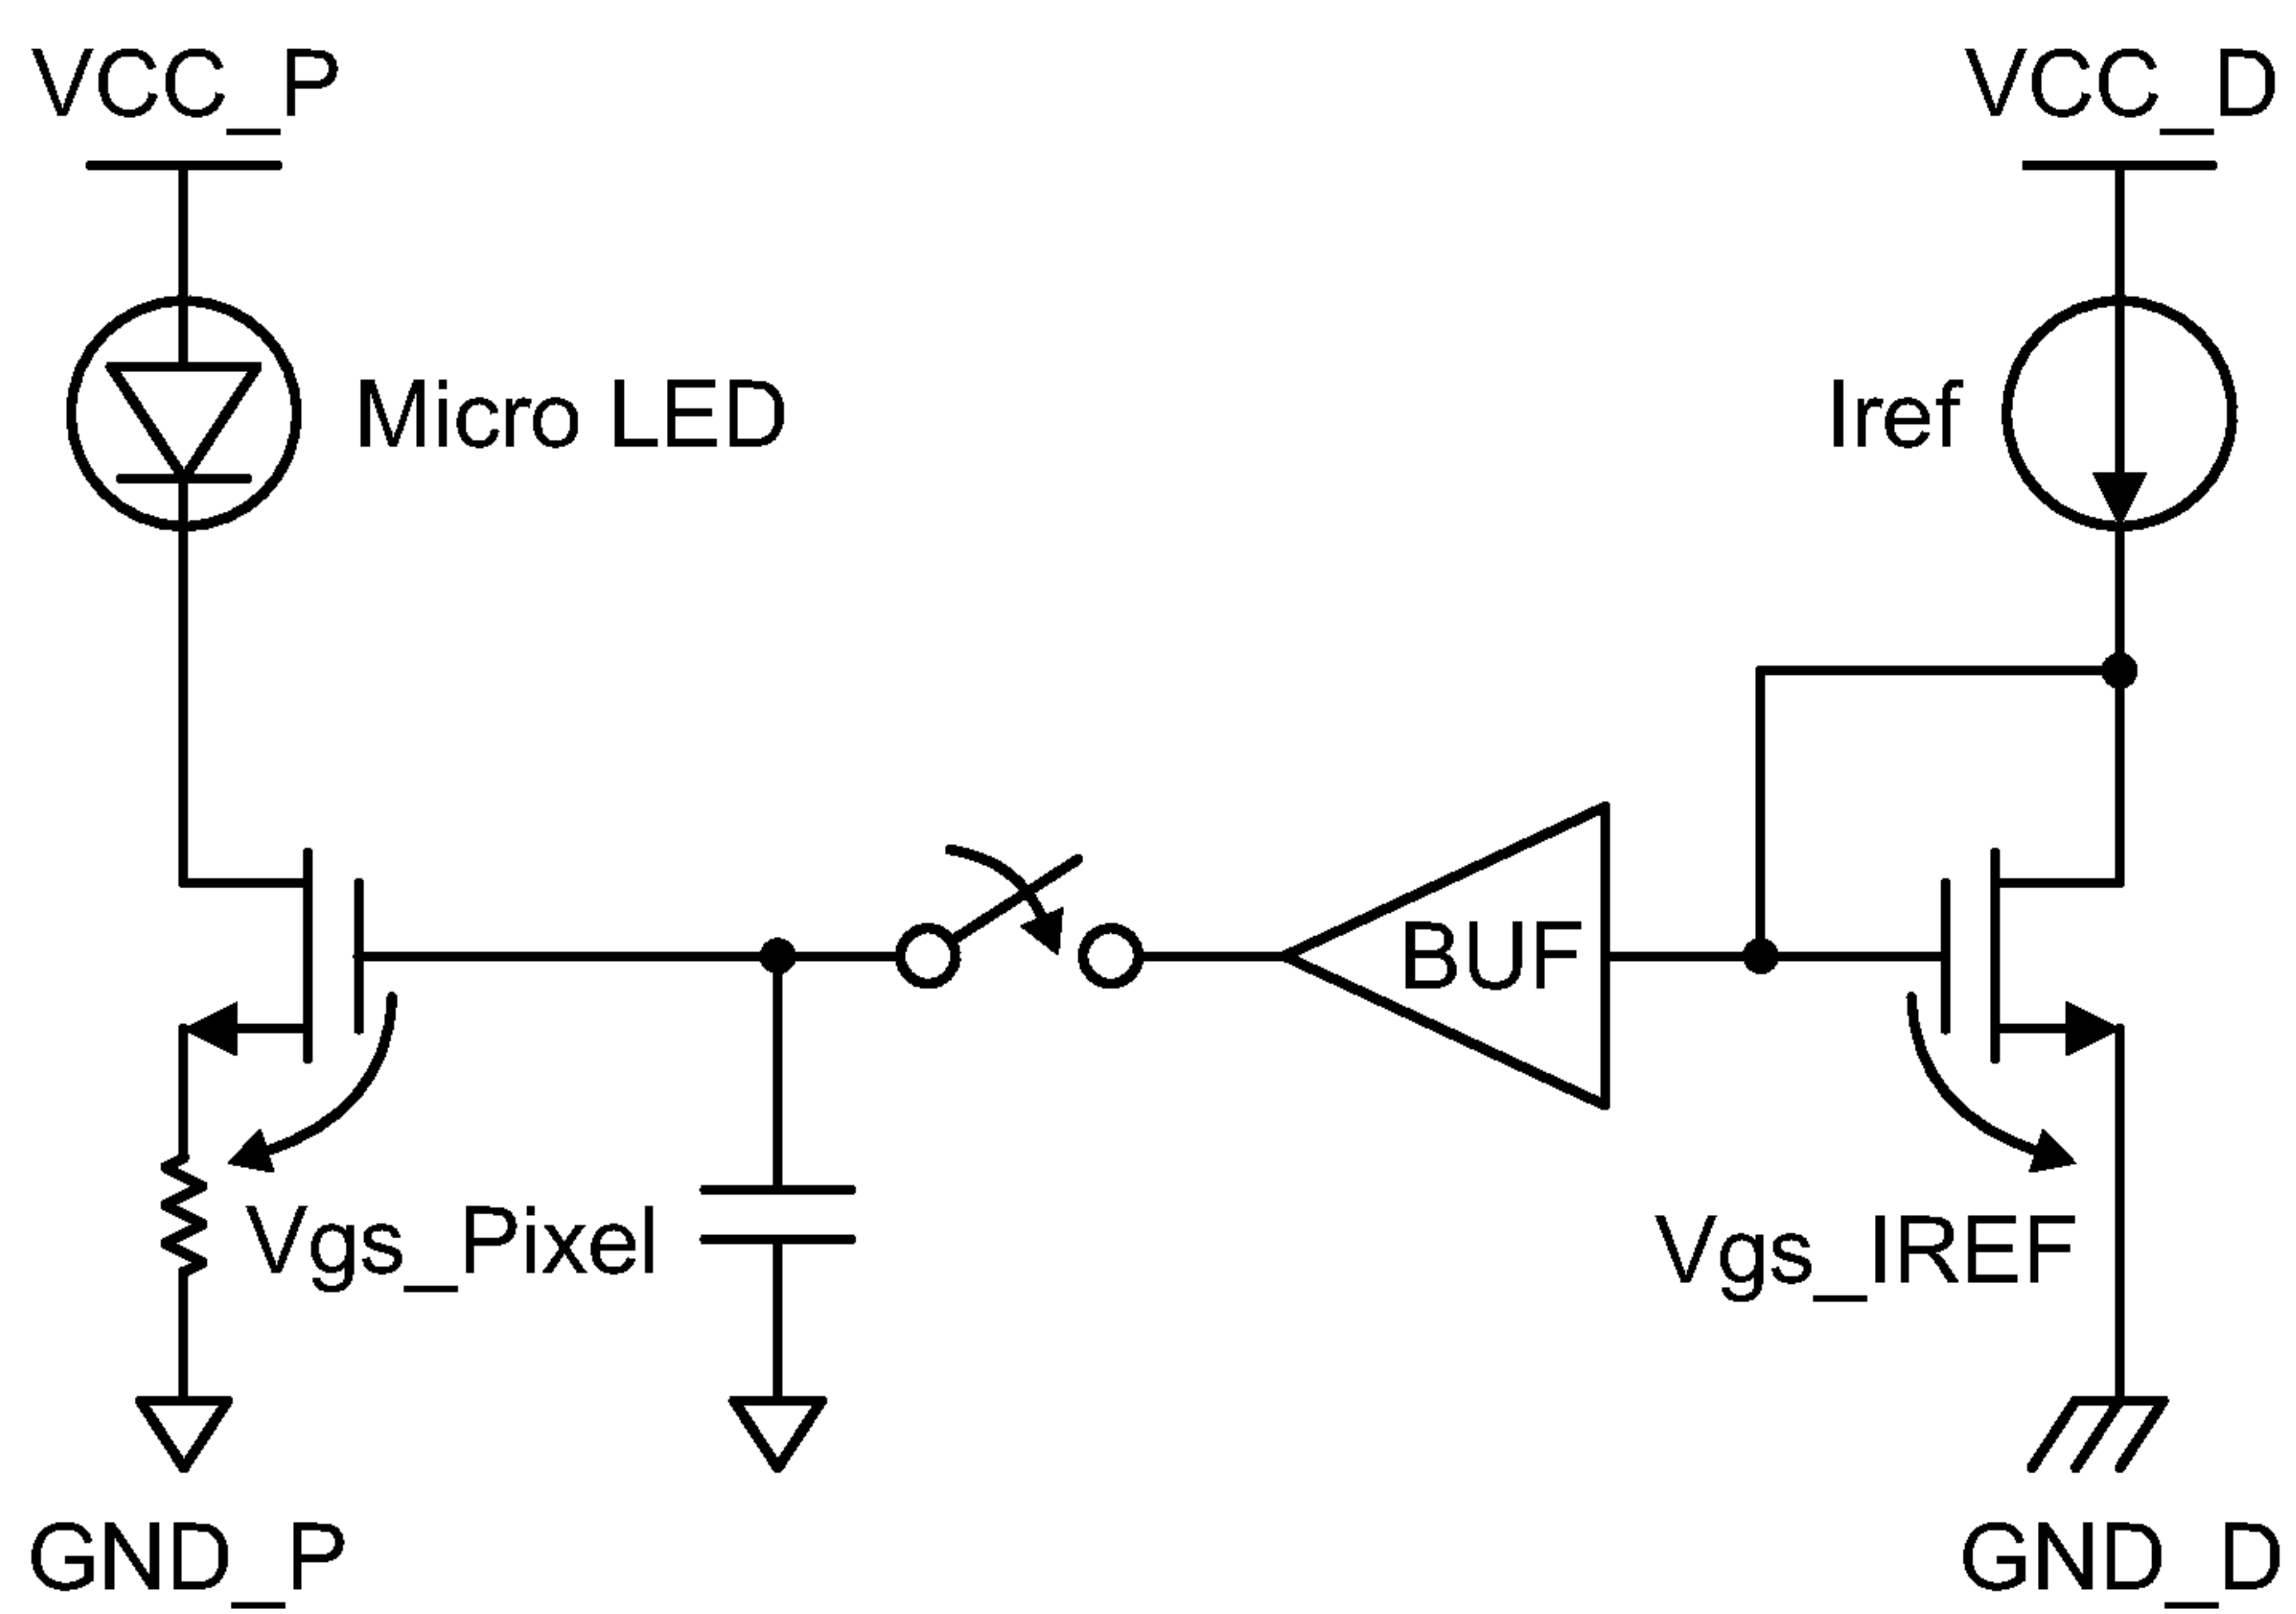 VCC_P
VCC_D
Micro LED
Iref
BUF
Vgs_Pixel
Vgs_IREF
GND_P
GND_D